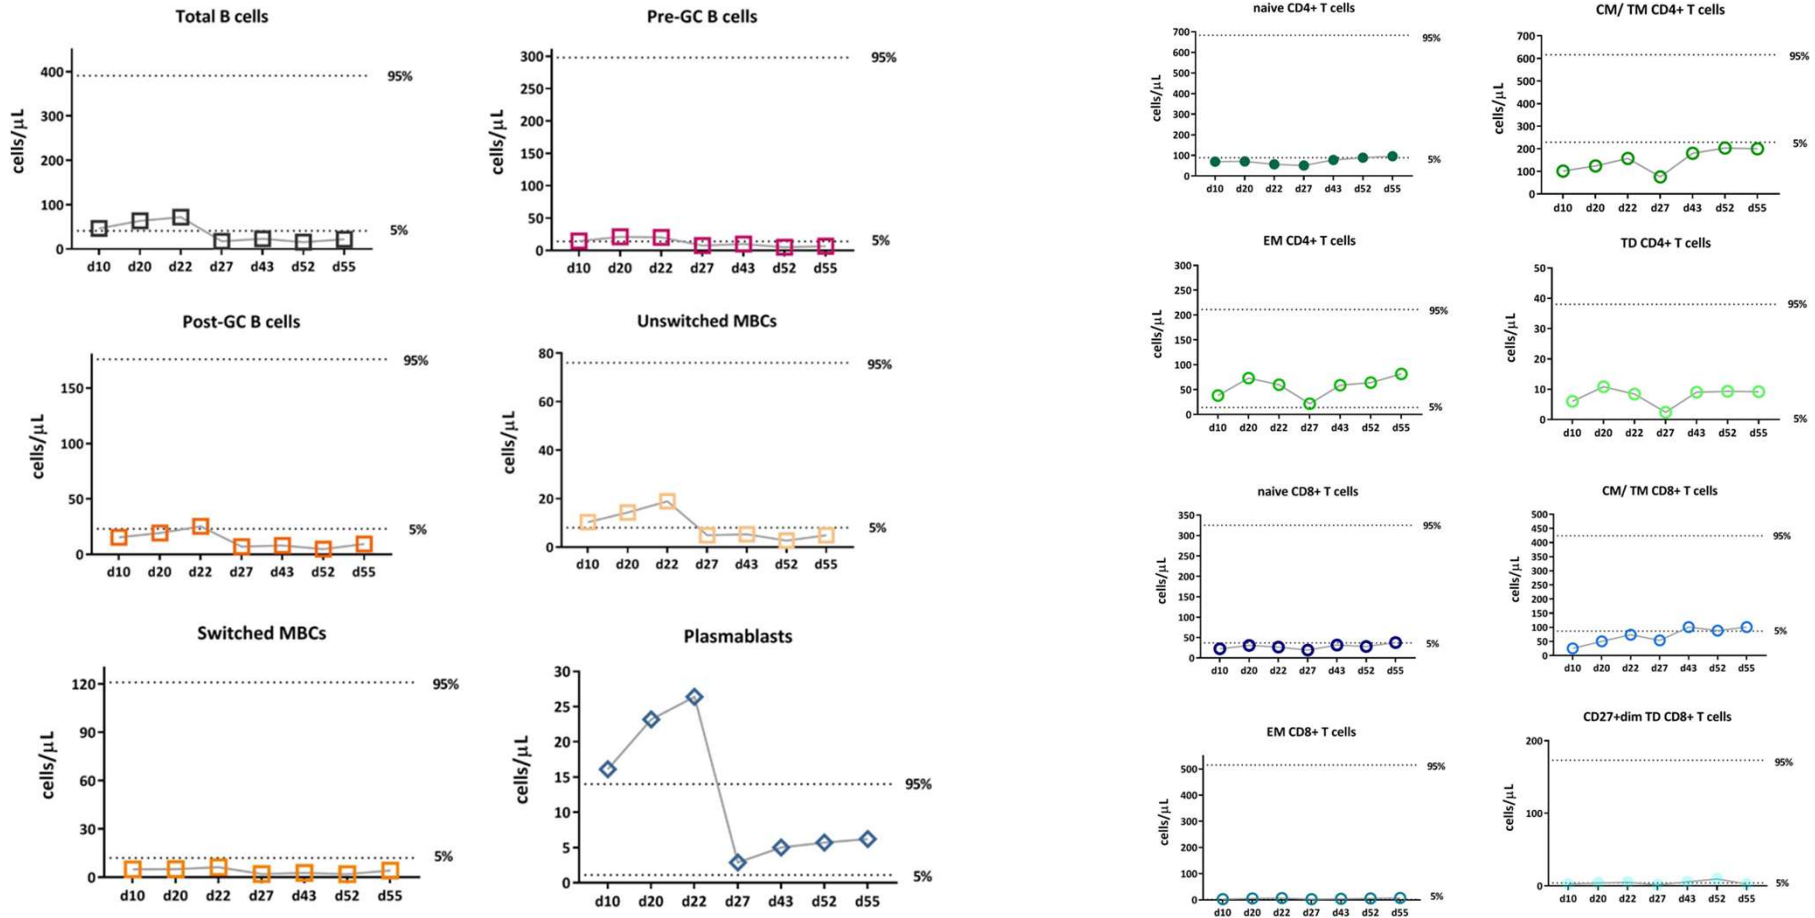 Total B cells
cells/μL
400
300
200
100
0
95%
5%
d10 d20 d22 d27 d43 d52 d55
Pre-GC B cells
cells/μL
300
250
200
150
100
50
0
95%
5%
d10 d20 d22 d27 d43 d52 d55
Post-GC B cells
cells/μL
150
100
50
0
95%
5%
d10 d20 d22 d27 d43 d52 d55
Unswitched MBCs
cells/μL
80
60
40
20
0
95%
5%
d10 d20 d22 d27 d43 d52 d55
Switched MBCs
cells/μL
120
90
60
30
0
95%
5%
d10 d20 d22 d27 d43 d52 d55
Plasmablasts
cells/μL
30
25
20
15
10
5
0
95%
5%
d10 d20 d22 d27 d43 d52 d55
naive CD4+ T cells
cells/μL
700
600
500
400
300
200
100
0
95%
5%
d10 d20 d22 d27 d43 d52 d55
CM/ TM CD4+ T cells
cells/μL
700
600
500
400
300
200
100
0
95%
5%
d10 d20 d22 d27 d43 d52 d55
EM CD4+ T cells
cells/μL
300
250
200
150
100
50
0
95%
5%
d10 d20 d22 d27 d43 d52 d55
TD CD4+ T cells
cells/μL
50
40
30
20
10
0
95%
5%
d10 d20 d22 d27 d43 d52 d55
naive CD8+ T cells
cells/μL
350
300
250
200
150
100
50
0
95%
5%
d10 d20 d22 d27 d43 d52 d55
CM/ TM CD8+ T cells
cells/μL
500
450
400
350
300
250
200
150
100
50
0
95%
5%
d10 d20 d22 d27 d43 d52 d55
EM CD8+ T cells
cells/μL
500
400
300
200
100
0
95%
5%
d10 d20 d22 d27 d43 d52 d55
CD27+dim TD CD8+ T cells
cells/μL
200
100
0
95%
5%
d10 d20 d22 d27 d43 d52 d55